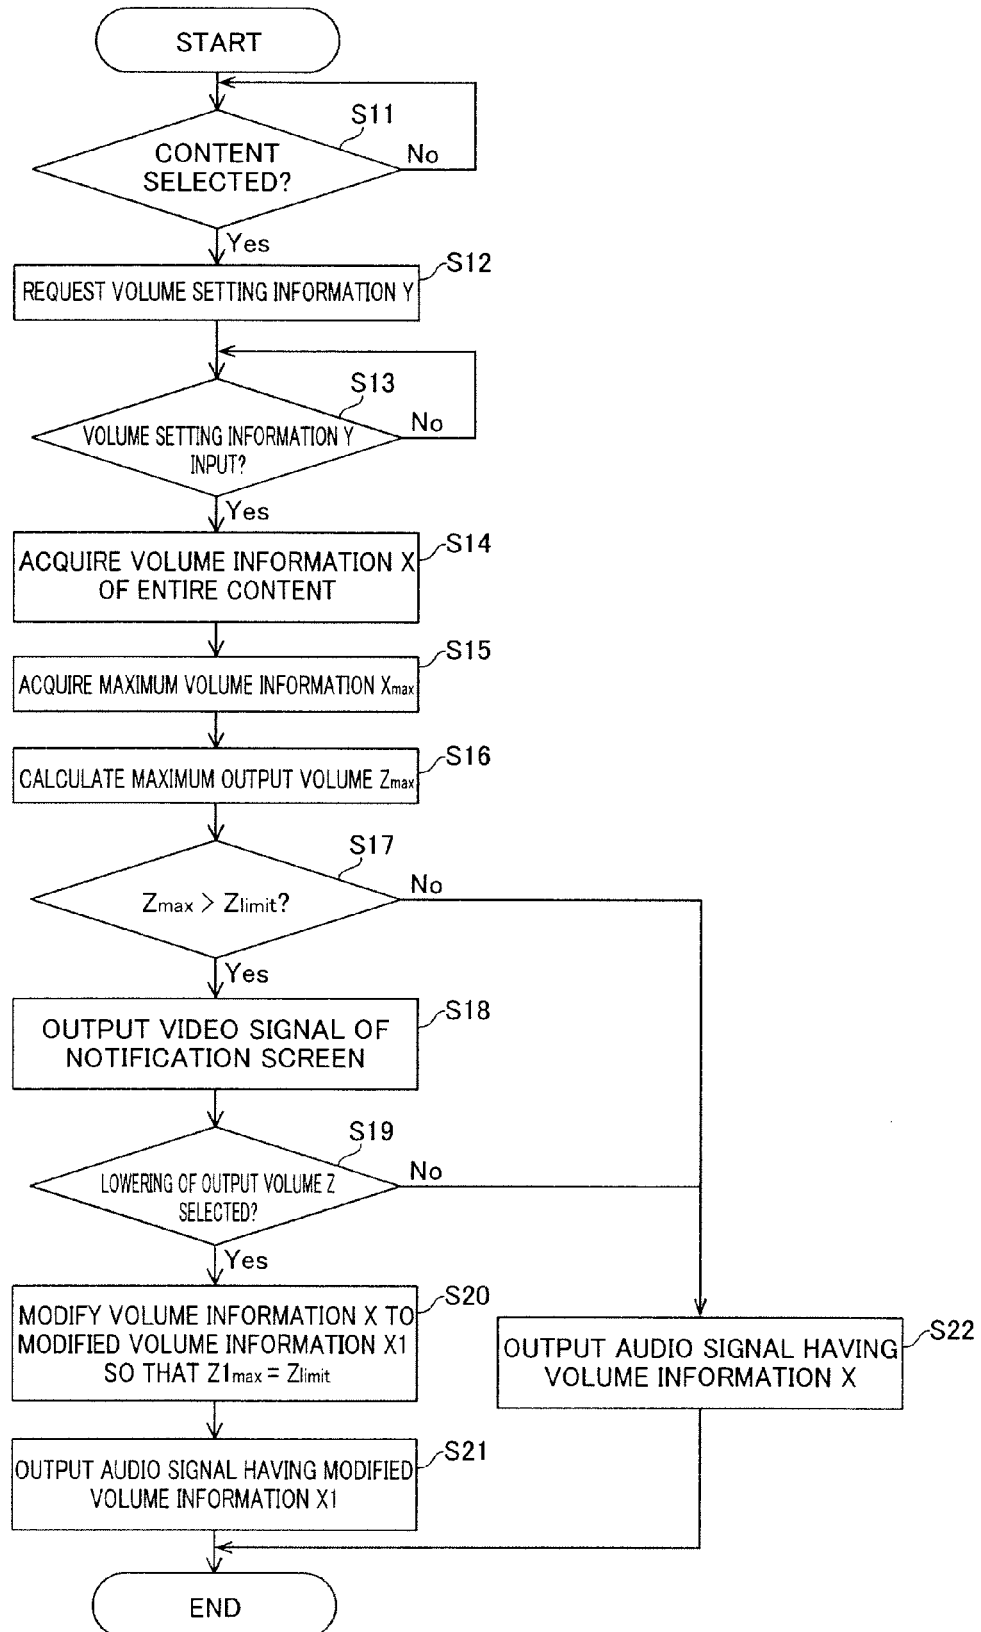 START
S11
CONTENT
SELECTED?
No
Yes
S12
REQUEST VOLUME SETTING INFORMATION Y
S13
VOLUME SETTING INFORMATION Y
INPUT?
No
Yes
S14
ACQUIRE VOLUME INFORMATION X
OF ENTIRE CONTENT
S15
ACQUIRE MAXIMUM VOLUME INFORMATION Xmax
S16
CALCULATE MAXIMUM OUTPUT VOLUME Zmax
S17
Zmax > Zlimit?
No
Yes
S18
OUTPUT VIDEO SIGNAL OF
NOTIFICATION SCREEN
S19
LOWERING OF OUTPUT VOLUME Z
SELECTED?
No
Yes
S20
MODIFY VOLUME INFORMATION X TO
MODIFIED VOLUME INFORMATION X1
SO THAT Z1max = Zlimit
S22
OUTPUT AUDIO SIGNAL HAVING
VOLUME INFORMATION X
S21
OUTPUT AUDIO SIGNAL HAVING MODIFIED
VOLUME INFORMATION X1
END